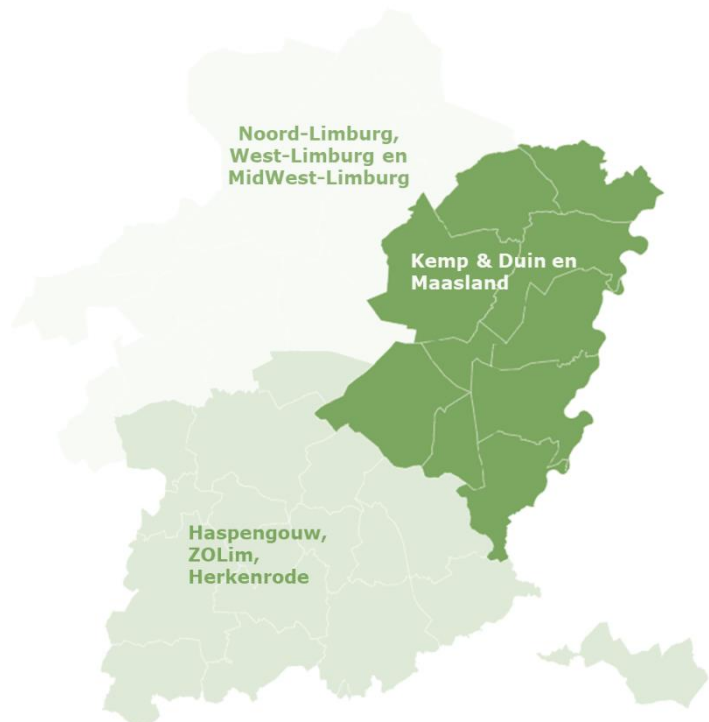 Noord-Limburg,
West-Limburg en
MidWest-Limburg
Kemp & Duin en
Maasland
Haspengouw,
ZOLim,
Herkenrode